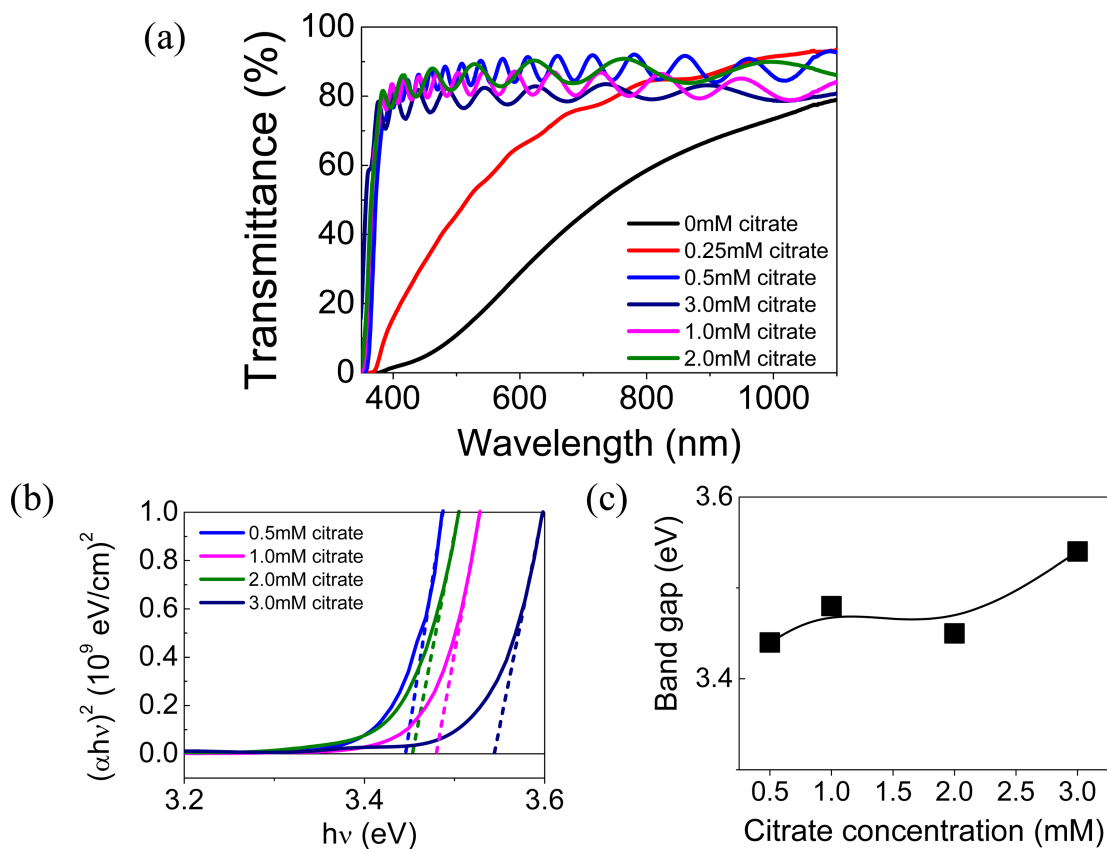 (a)
100
80
60
40
20
0
Transmittance (%)
0mM citrate
0.25mM citrate
0.5mM citrate
3.0mM citrate
1.0mM citrate
2.0mM citrate
400 600 800 1000
Wavelength (nm)
(b)
1.0
0.8
0.6
0.4
0.2
0.0
(αhν)² (10⁹ eV/cm)²
0.5mM citrate
1.0mM citrate
2.0mM citrate
3.0mM citrate
3.2 3.4 3.6
hν (eV)
(c)
3.6
3.4
Band gap (eV)
0.5 1.0 1.5 2.0 2.5 3.0
Citrate concentration (mM)